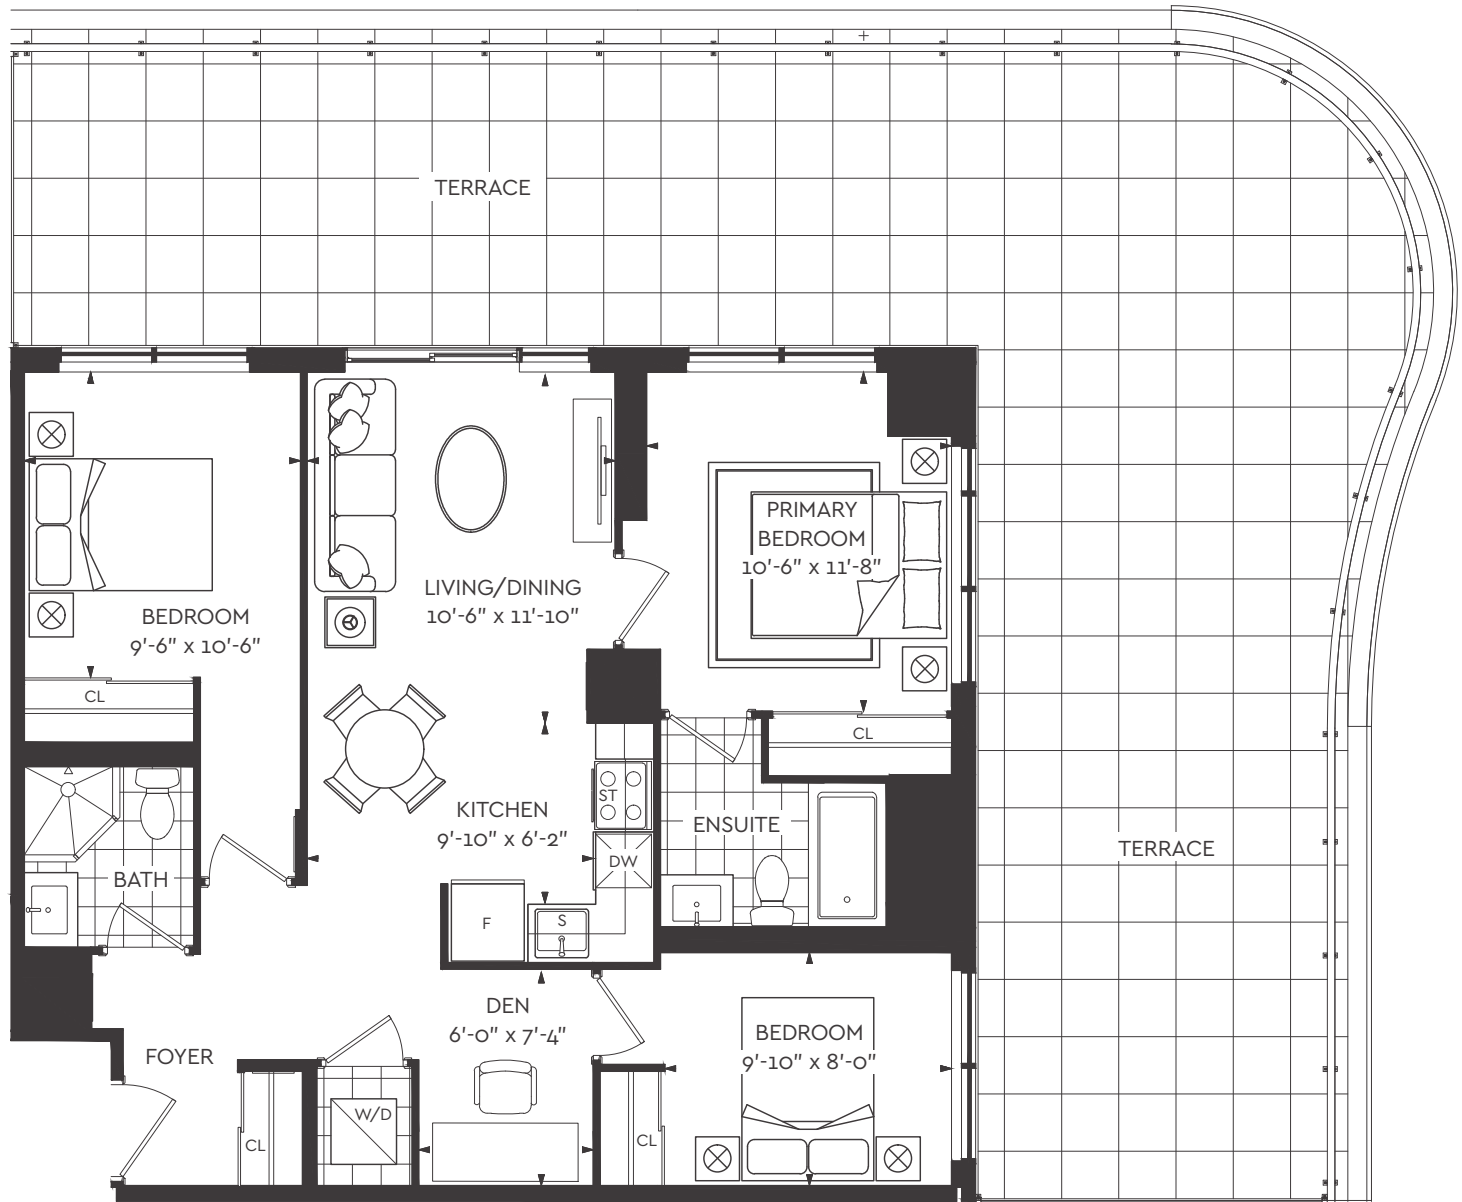 TERRACE
PRIMARY
BEDROOM
10'-6" x 11'-8"
LIVING/DINING
10'-6" x 11'-10"
BEDROOM
9'-6" x 10'-6"
CL
CL
ST
KITCHEN
9'-10" x 6'-2"
ENSUITE
TERRACE
DW
BATH
F
S
DEN
6'-0" x 7'-4"
BEDROOM
9'-10" x 8'-0"
FOYER
W/D
CL
CL